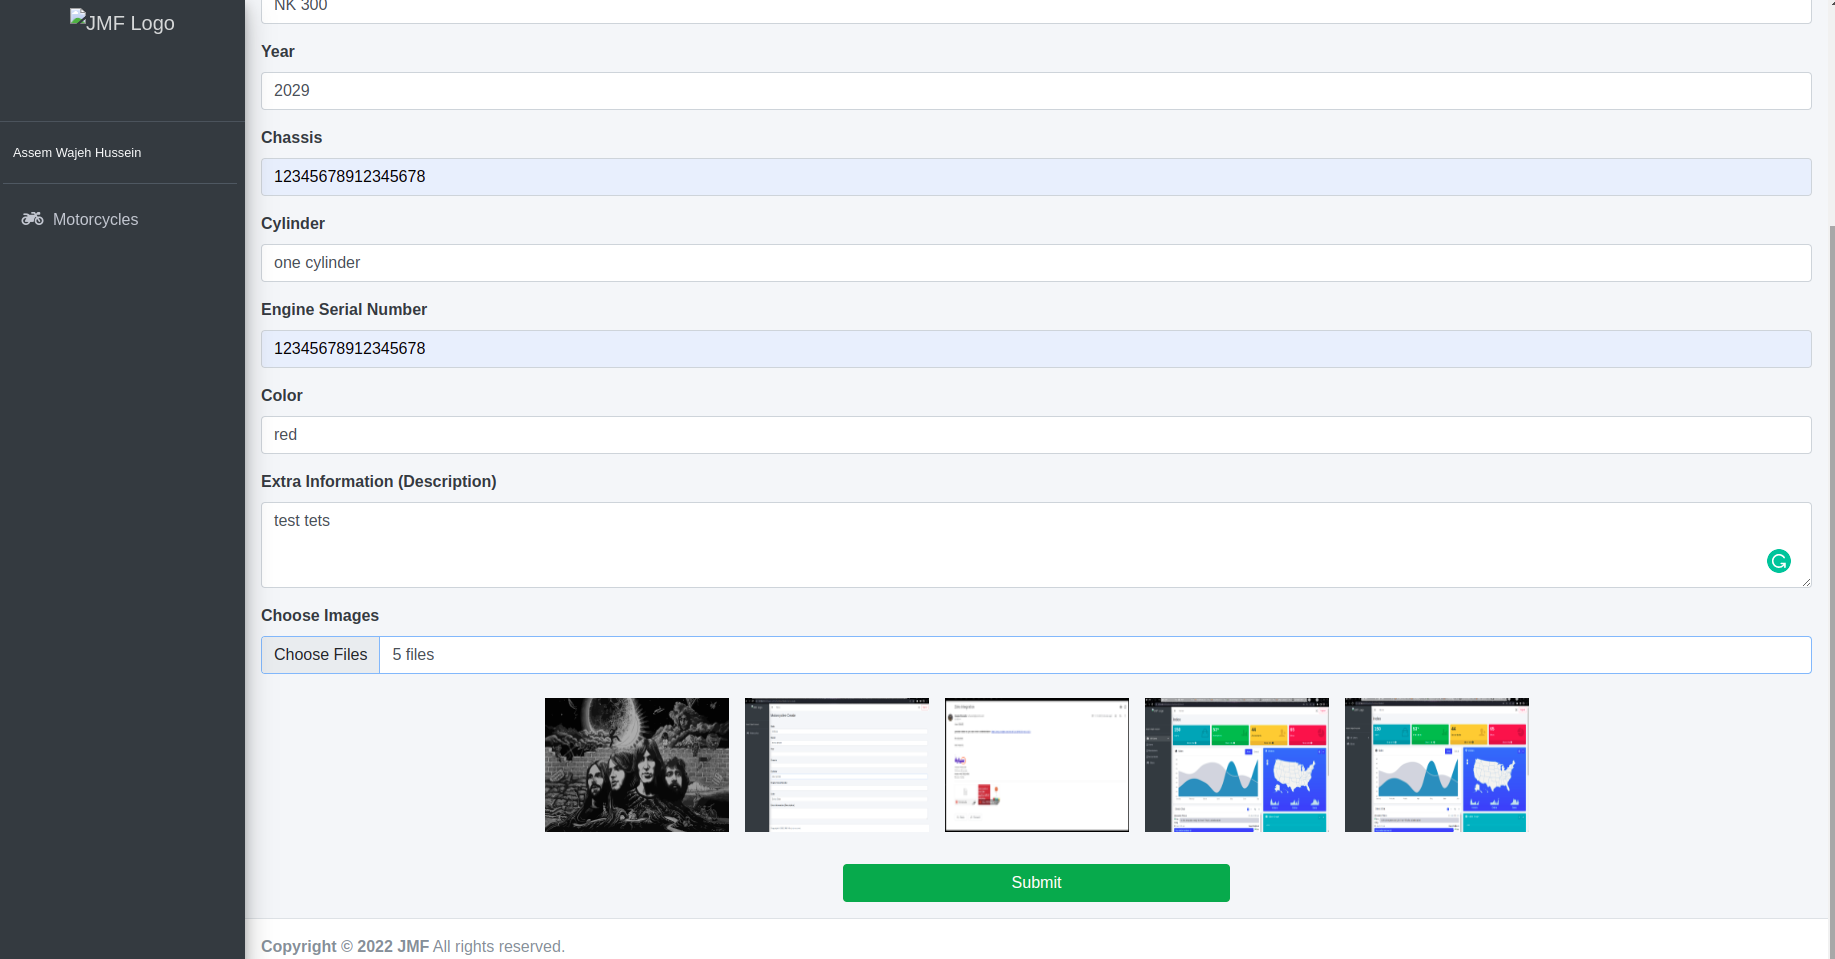 JMF Logo
Assem Wajeh Hussein
Motorcycles
NK 300
Year
2029
Chassis
12345678912345678
Cylinder
one cylinder
Engine Serial Number
12345678912345678
Color
red
Extra Information (Description)
test tets
Choose Images
Choose Files 5 files
Submit
Copyright © 2022 JMF All rights reserved.